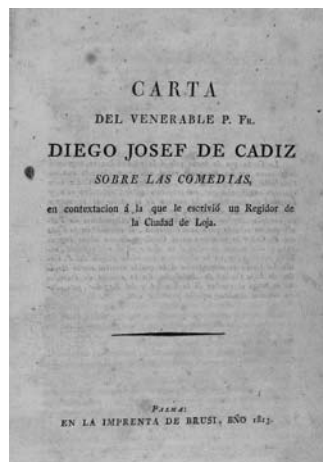 CARTA
DEL VENERABLE P. FR.
DIEGO JOSEF DE CADIZ
SOBRE LAS COMEDIAS,
en contextacion á la que le escrivió un Regidor de
la Ciudad de Loja.
PALMA:
EN LA IMPRENTA DE BRUSI, AÑO 1813.